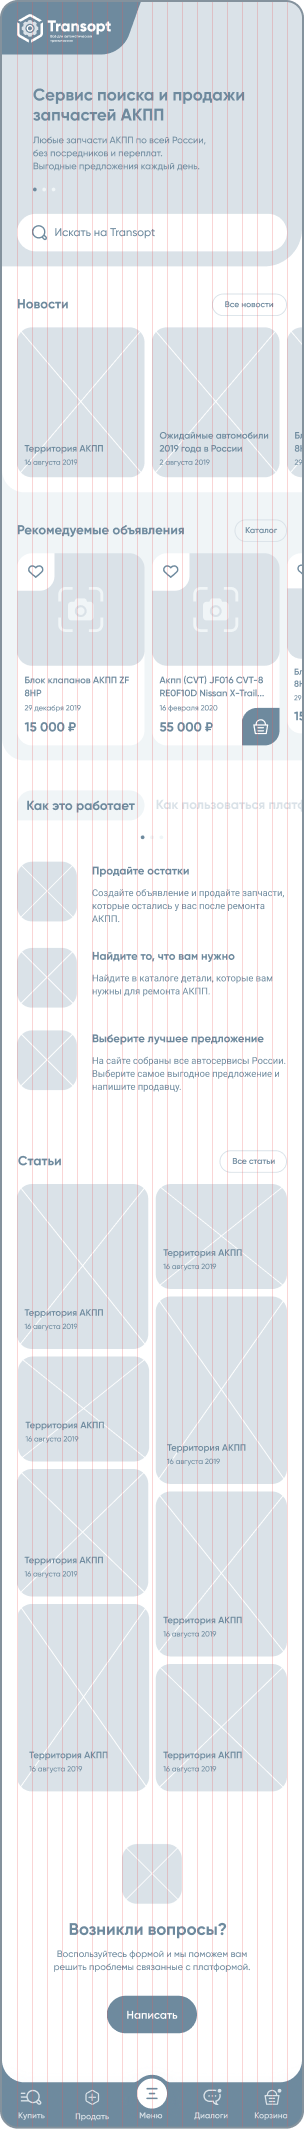 Transopt
Сервис поиска и продажи
запчастей АКПП
Любые запчасти АКПП по всей России,
без посредников и переплат.
Выгодные предложения каждый день.
Искать на Transopt
Новости
Все новости
Территория АКПП
16 августа 2019
Ожидаймые автомобили
2019 года в России
2 августа 2019
Рекомедуемые объявления
Каталог
Блок клапанов АКПП ZF
8HP
29 декабря 2019
15 000 ₽
Акпп (CVT) JF016 CVT-8
RE0F10D Nissan X-Trail...
16 февраля 2020
55 000 ₽
Как это работает
Как пользоваться
Продайте остатки
Создайте объявление и продайте запчасти,
которые остались у вас после ремонта
АКПП.
Найдите то, что вам нужно
Найдите в каталоге детали, которые вам
нужны для ремонта АКПП.
Выберите лучшее предложение
На сайте собраны все автосервисы России.
Выберите самое выгодное предложение и
напишите продавцу.
Статьи
Все статьи
Территория АКПП
16 августа 2019
Территория АКПП
16 августа 2019
Территория АКПП
16 августа 2019
Территория АКПП
16 августа 2019
Территория АКПП
16 августа 2019
Территория АКПП
16 августа 2019
Территория АКПП
16 августа 2019
Территория АКПП
16 августа 2019
Возникли вопросы?
Воспользуйтесь формой и мы поможем вам
решить проблемы связанные с платформой.
Написать
Купить
Продать
Меню
Диалоги
Корзина